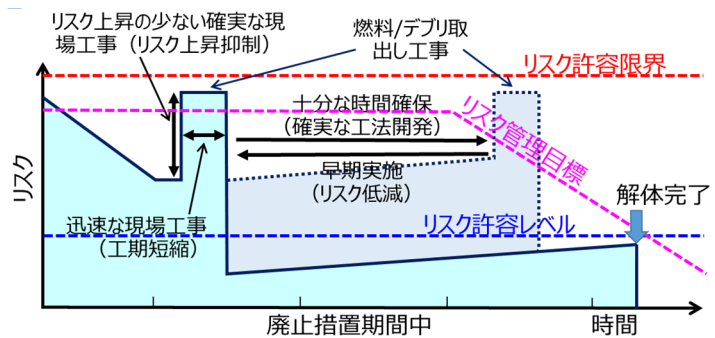 リスク上昇の少ない確実な現
場工事（リスク上昇抑制）
燃料/デブリ取
出し工事
リスク許容限界
十分な時間確保
（確実な工法開発）
リスク管理目標
早期実施
（リスク低減）
リスク
迅速な現場工事
（工期短縮）
リスク許容レベル
解体完了
廃止措置期間中
時間